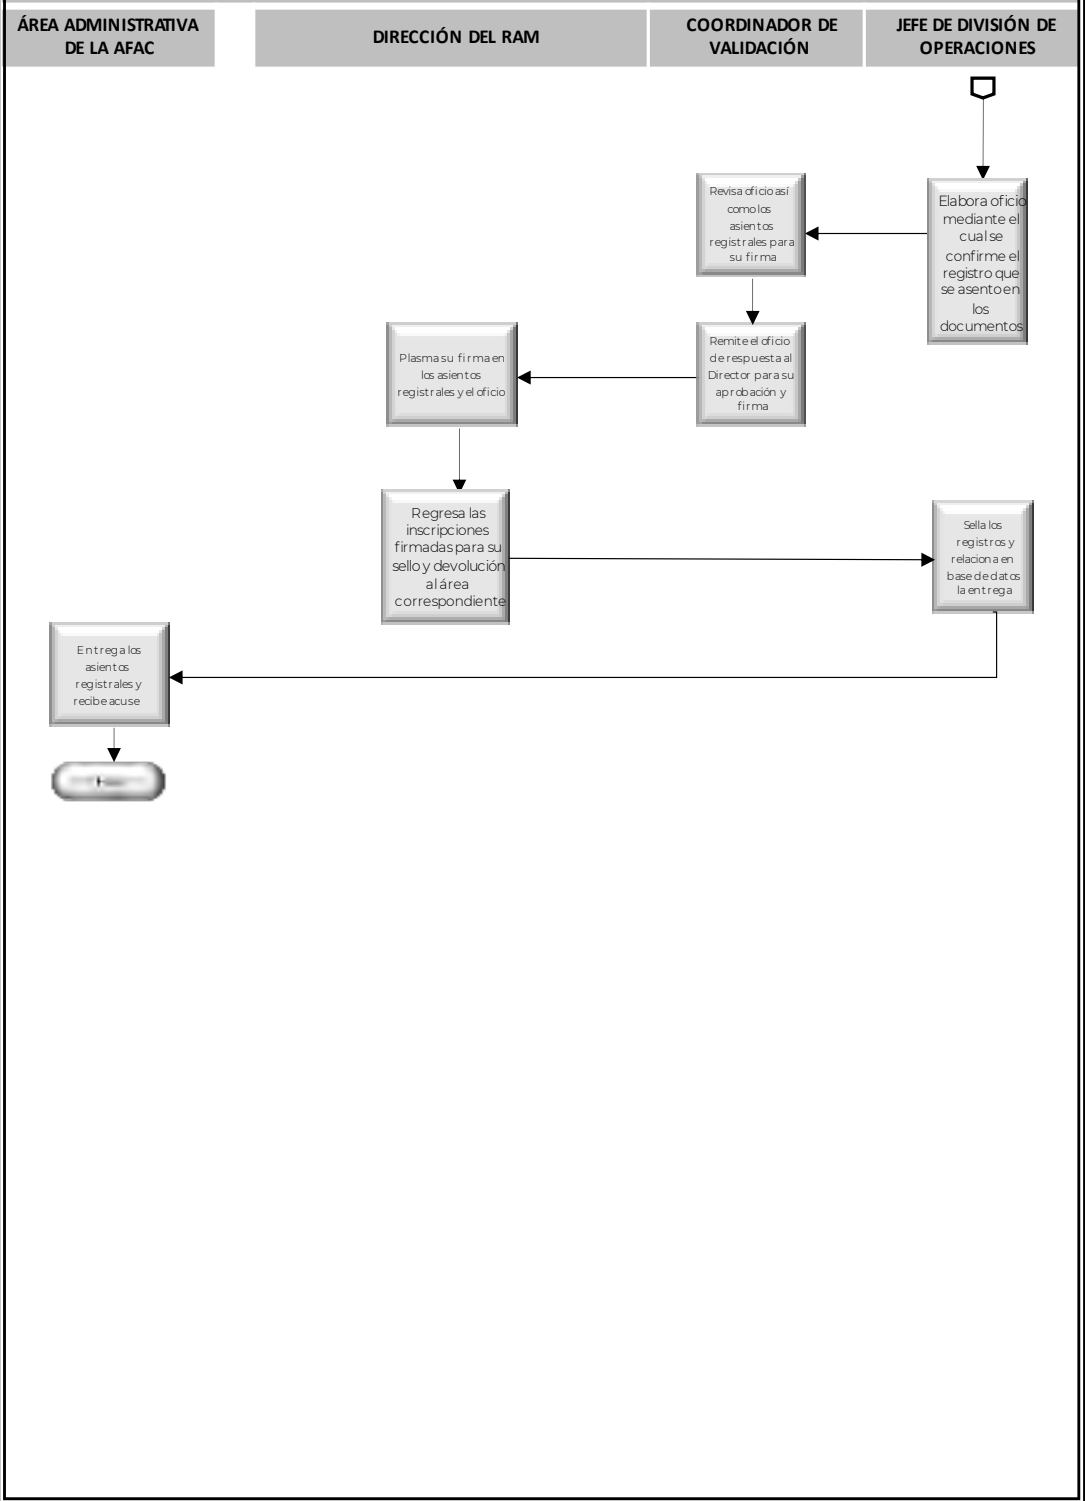 ÁREA ADMINISTRATIVA
DE LA AFAC
DIRECCIÓN DEL RAM
COORDINADOR DE
VALIDACIÓN
JEFE DE DIVISIÓN DE
OPERACIONES
Elabora oficio
mediante el
cual se
confirme el
registro que
se asento en
los
documentos
Revisa oficio así
como los
asientos
registrales para
su firma
Remite el oficio
de respuesta al
Director para su
aprobación y
firma
Plasma su firma en
los asientos
registrales y el oficio
Regresa las
inscripciones
firmadas para su
sello y devolución
al área
correspondiente
Sella los
registros y
relaciona en
base de datos
la entrega
Entrega los
asientos
registrales y
recibe acuse